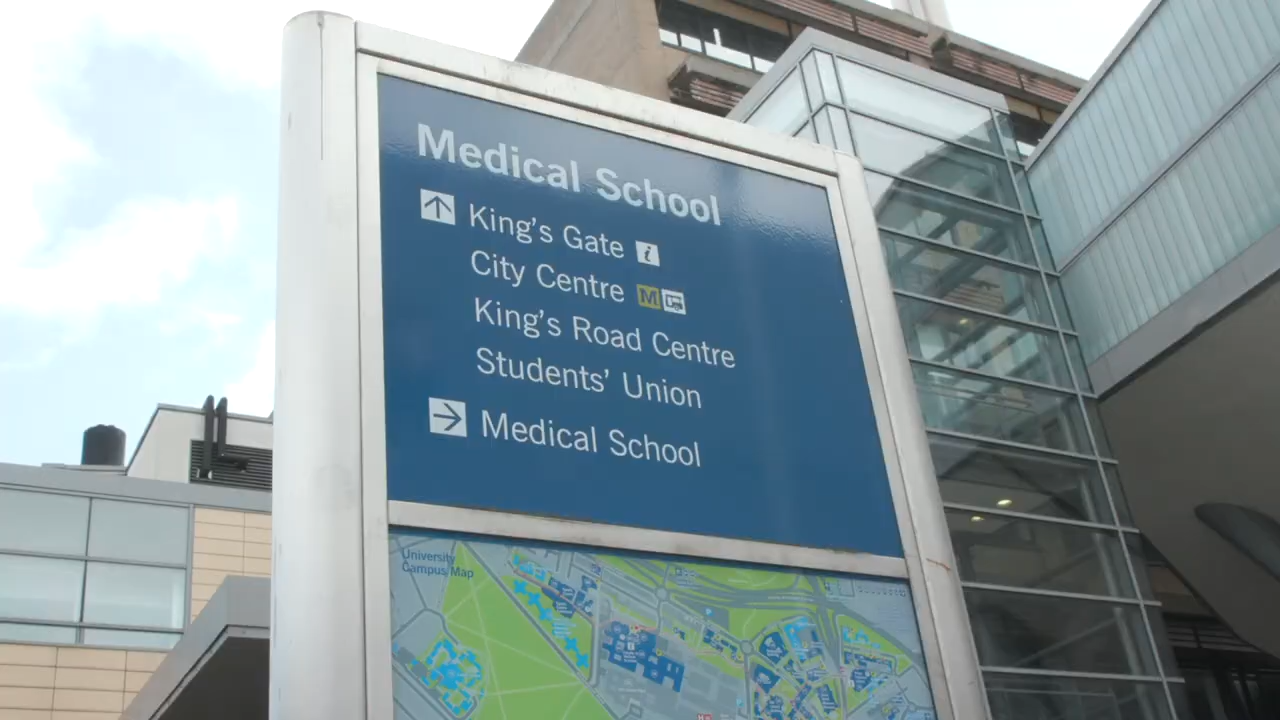 Medical School
King's Gate i
City Centre M
King's Road Centre
Students' Union
Medical School
University
Campus Map